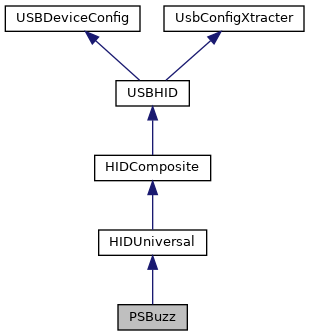 USBDeviceConfig
UsbConfigXtracter
USBHID
HIDComposite
HIDUniversal
PSBuzz